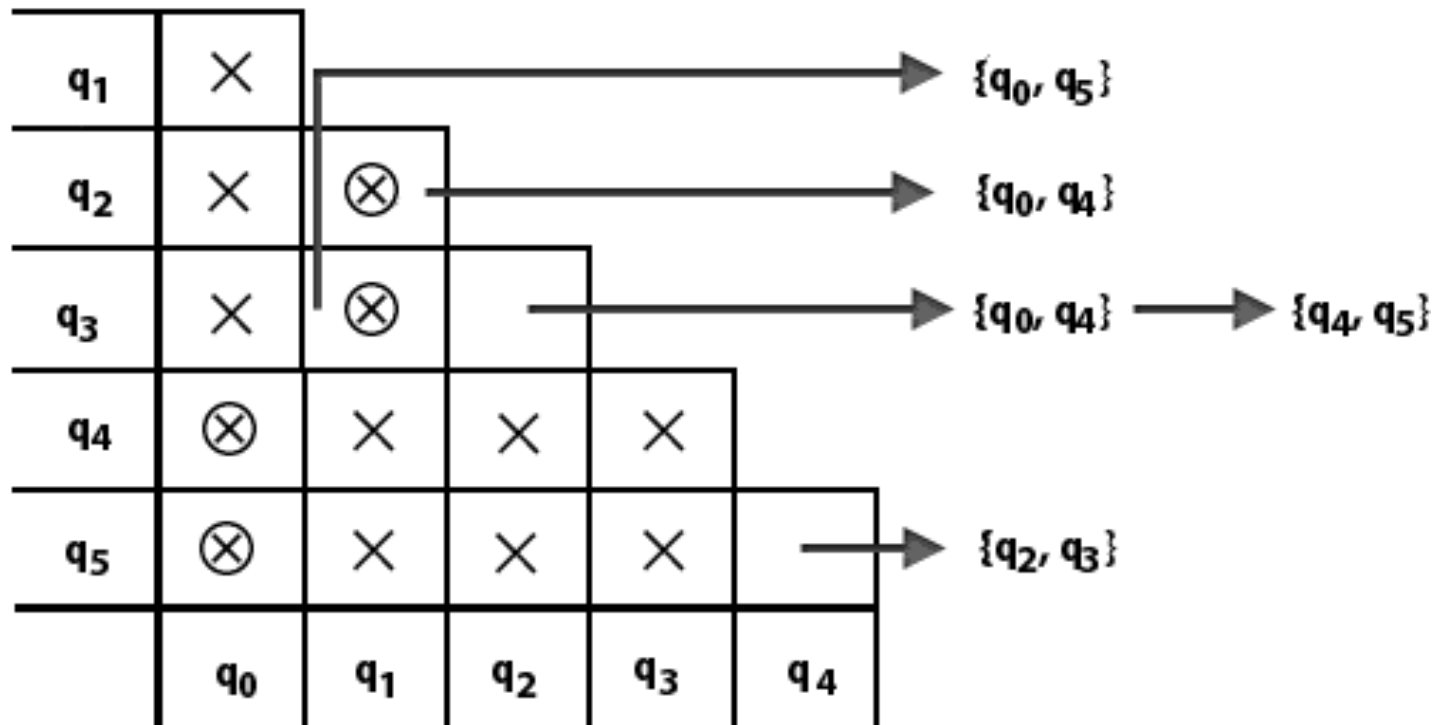 q1 × {q0, q5}
q2 × ⊗ {q0, q4}
q3 × ⊗ {q0, q4} {q4, q5}
q4 ⊗ × × ×
q5 ⊗ × × × {q2, q3}
q0 q1 q2 q3 q4